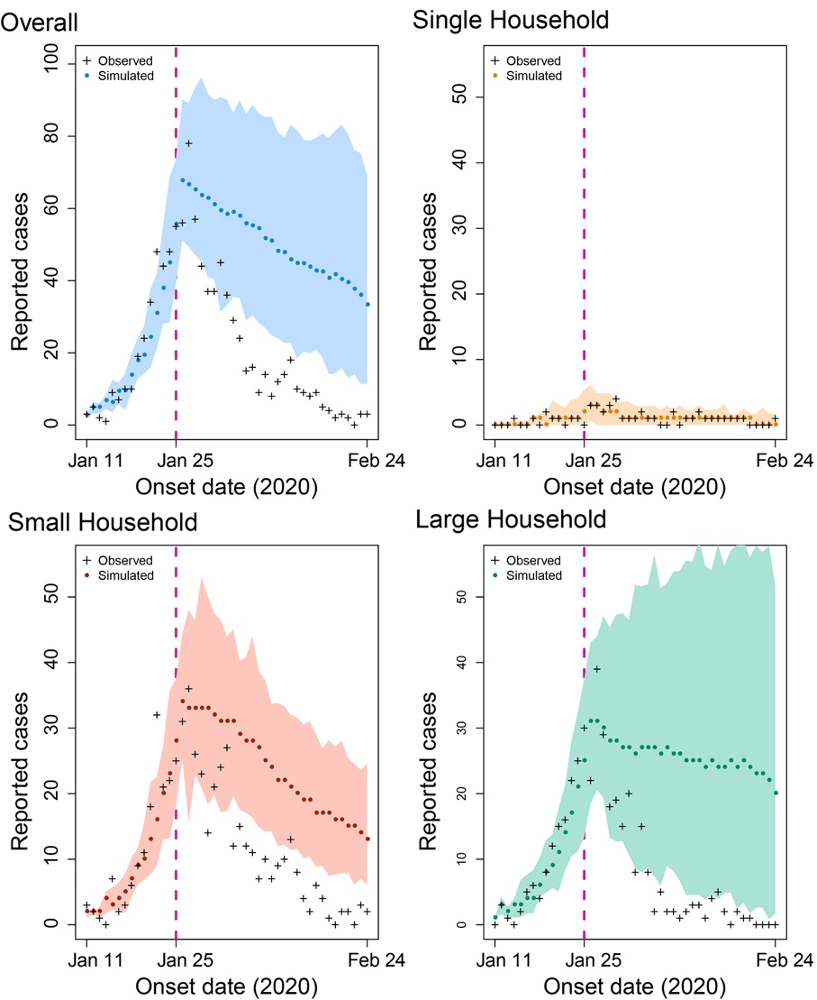 Overall
+ Observed
• Simulated
Reported cases
100
80
60
40
20
0
Jan 11
Jan 25
Feb 24
Onset date (2020)
Single Household
+ Observed
• Simulated
Reported cases
50
40
30
20
10
0
Jan 11
Jan 25
Feb 24
Onset date (2020)
Small Household
+ Observed
• Simulated
Reported cases
50
40
30
20
10
0
Jan 11
Jan 25
Feb 24
Onset date (2020)
Large Household
+ Observed
• Simulated
Reported cases
50
40
30
20
10
0
Jan 11
Jan 25
Feb 24
Onset date (2020)